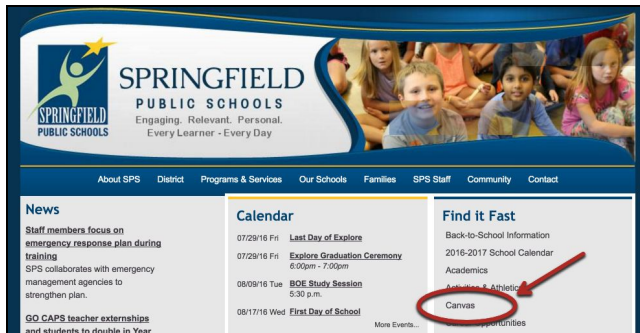 SPRINGFIELD
PUBLIC SCHOOLS
SPRINGFIELD
PUBLIC SCHOOLS
Engaging. Relevant. Personal.
Every Learner - Every Day
About SPS District Programs & Services Our Schools Families SPS Staff Community Contact
News
Staff members focus on
emergency response plan during
training
SPS collaborates with emergency
management agencies to
strengthen plan.
GO CAPS teacher externships
and students to double in Year
Calendar
07/29/16 Fri Last Day of Explore
07/29/16 Fri Explore Graduation Ceremony
6:00pm - 7:00pm
08/09/16 Tue BOE Study Session
5:30 p.m.
08/17/16 Wed First Day of School
More Events...
Find it Fast
Back-to-School Information
2016-2017 School Calendar
Academics
Activities & Athletics
Canvas